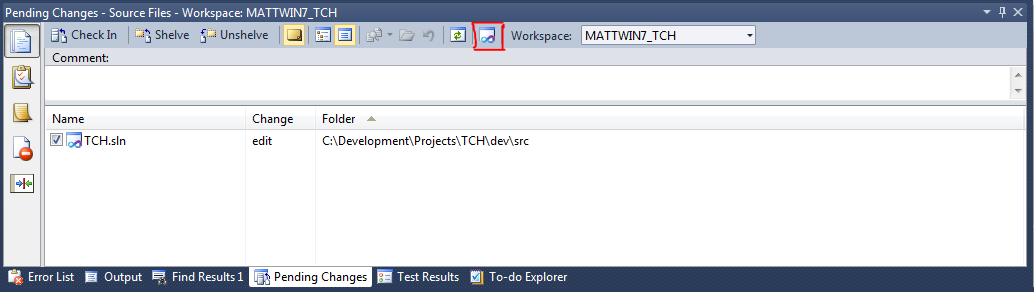 Pending Changes - Source Files - Workspace: MATTWIN7_TCH
Check In Shelve Unshelve Workspace: MATTWIN7_TCH
Comment:
Name Change Folder
TCH.sln edit C:\Development\Projects\TCH\dev\src
Error List Output Find Results 1 Pending Changes Test Results To-do Explorer